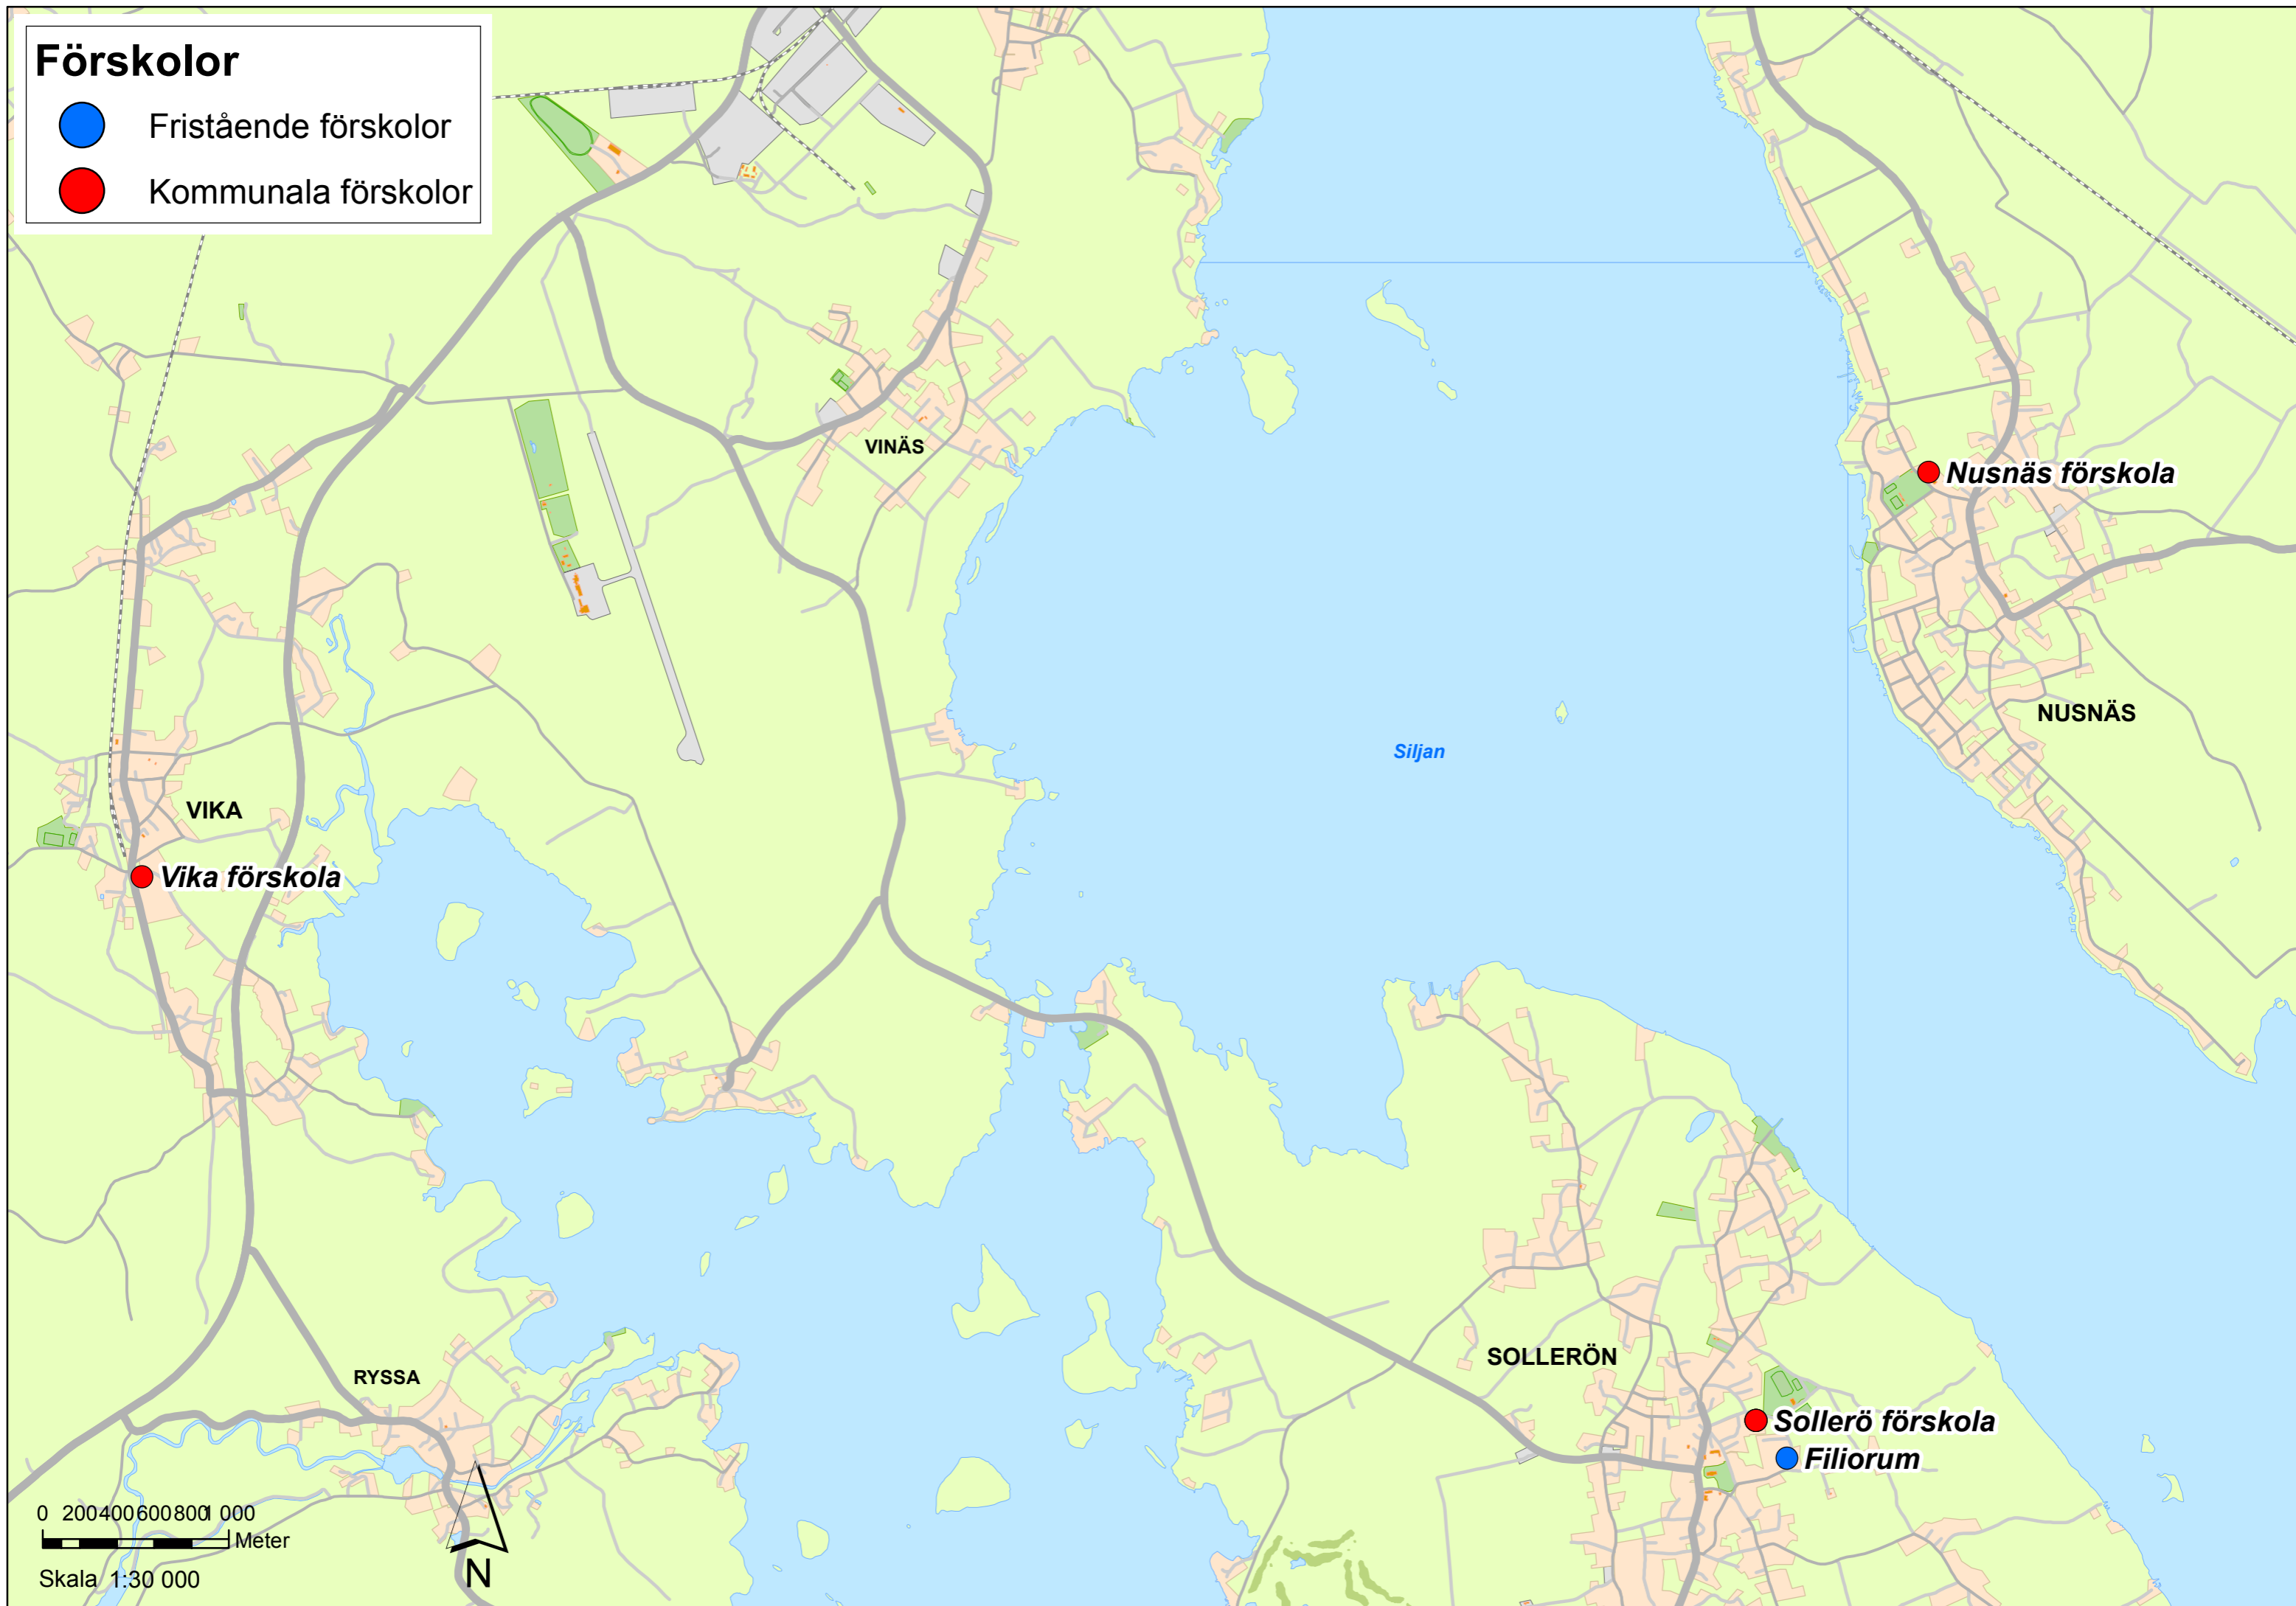 Förskolor
Fristående förskolor
Kommunala förskolor
VINÄS
Nusnäs förskola
NUSNÄS
Siljan
VIKA
Vika förskola
SOLLERÖN
RYSSA
Sollerö förskola
Filiorum
0 200 400 600 800 1 000
Meter
Skala 1:30 000
N